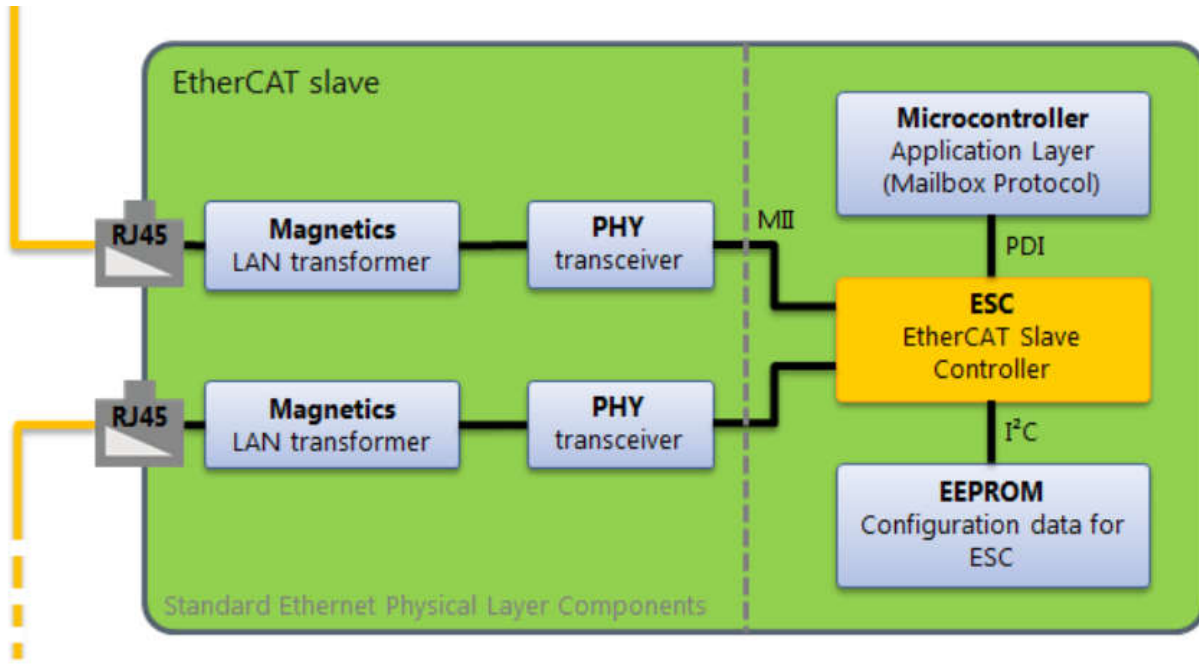 EtherCAT slave
Microcontroller
Application Layer
(Mailbox Protocol)
RJ45
Magnetics
LAN transformer
PHY
transceiver
MII
PDI
ESC
EtherCAT Slave
Controller
RJ45
Magnetics
LAN transformer
PHY
transceiver
I²C
EEPROM
Configuration data for
ESC
Standard Ethernet Physical Layer Components